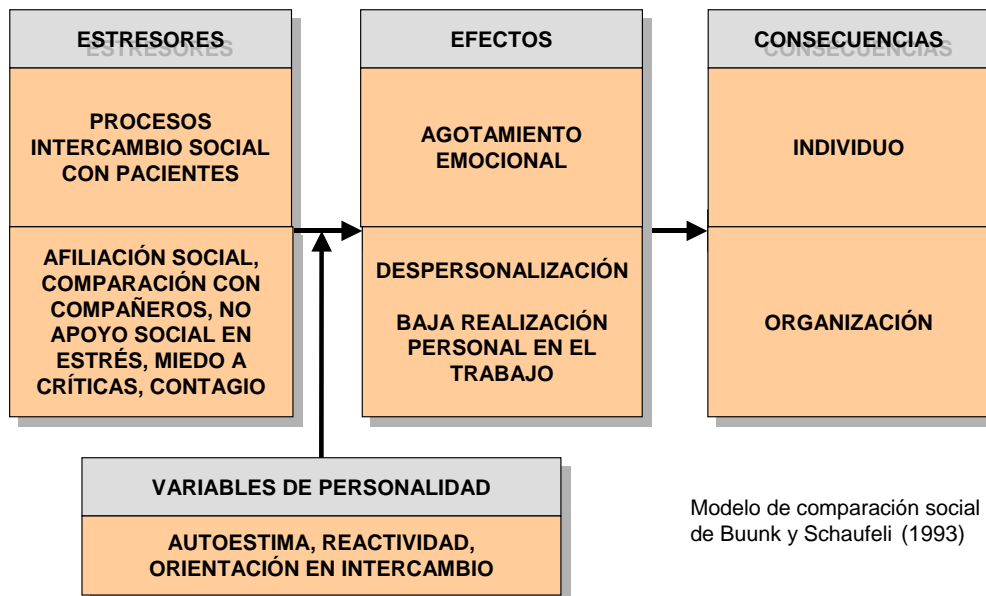 ESTRESORES
PROCESOS
INTERCAMBIO SOCIAL
CON PACIENTES
AFILIACIÓN SOCIAL,
COMPARACIÓN CON
COMPAÑEROS, NO
APOYO SOCIAL EN
ESTRÉS, MIEDO A
CRÍTICAS, CONTAGIO
EFECTOS
AGOTAMIENTO
EMOCIONAL
DESPERSONALIZACIÓN
BAJA REALIZACIÓN
PERSONAL EN EL
TRABAJO
CONSECUENCIAS
INDIVIDUO
ORGANIZACIÓN
VARIABLES DE PERSONALIDAD
AUTOESTIMA, REACTIVIDAD,
ORIENTACIÓN EN INTERCAMBIO
Modelo de comparación social
de Buunk y Schaufeli (1993)